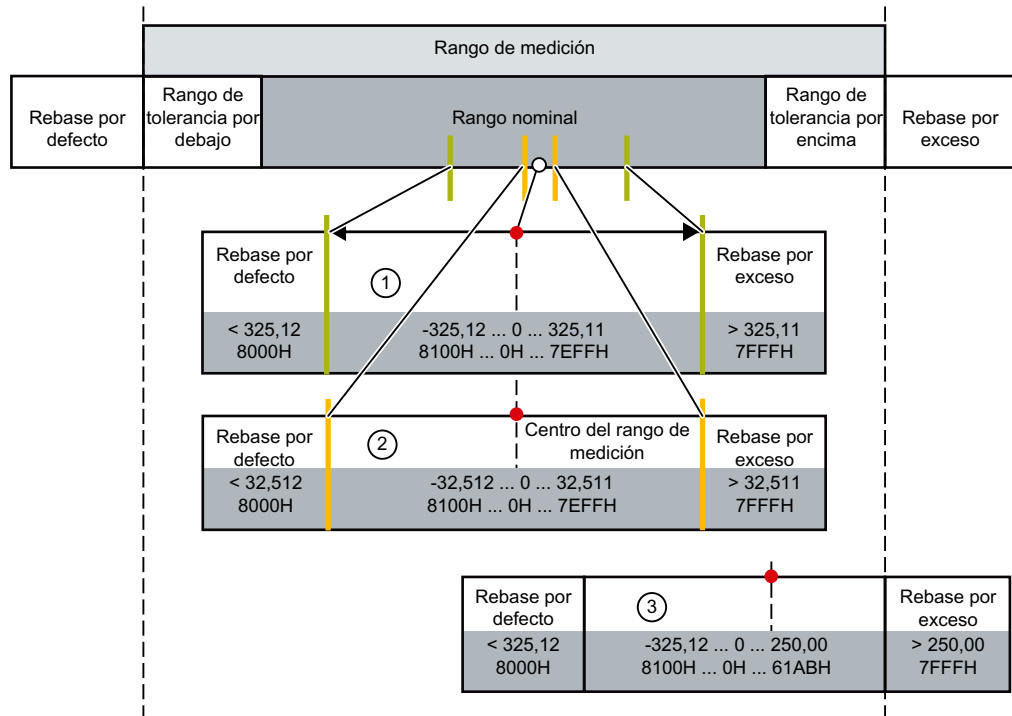 Rango de medición
Rebase por
defecto
Rango de
tolerancia por
debajo
Rango nominal
Rango de
tolerancia por
encima
Rebase por
exceso
Rebase por
defecto
1
Rebase por
exceso
< 325,12
8000H
-325,12 ... 0 ... 325,11
8100H ... 0H ... 7EFFH
> 325,11
7FFFH
Rebase por
defecto
2
Centro del rango de
medición
Rebase por
exceso
< 32,512
8000H
-32,512 ... 0 ... 32,511
8100H ... 0H ... 7EFFH
> 32,511
7FFFH
Rebase por
defecto
3
Rebase por
exceso
< 325,12
8000H
-325,12 ... 0 ... 250,00
8100H ... 0H ... 61ABH
> 250,00
7FFFH